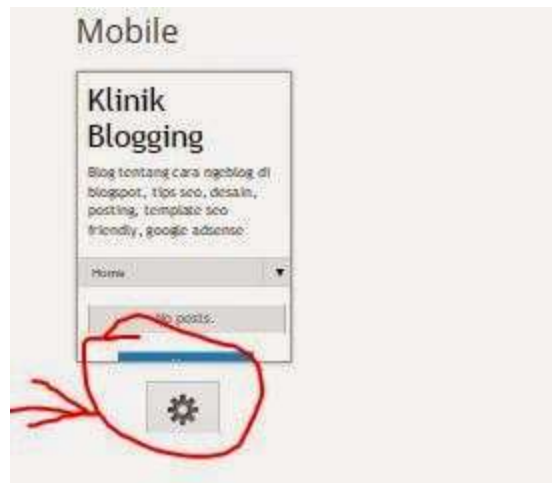 Mobile
Klinik
Blogging
Blog tentang cara ngeblog di
blogspot, tips seo, desain,
posting, template seo
friendly, google adsense
Home
No posts.